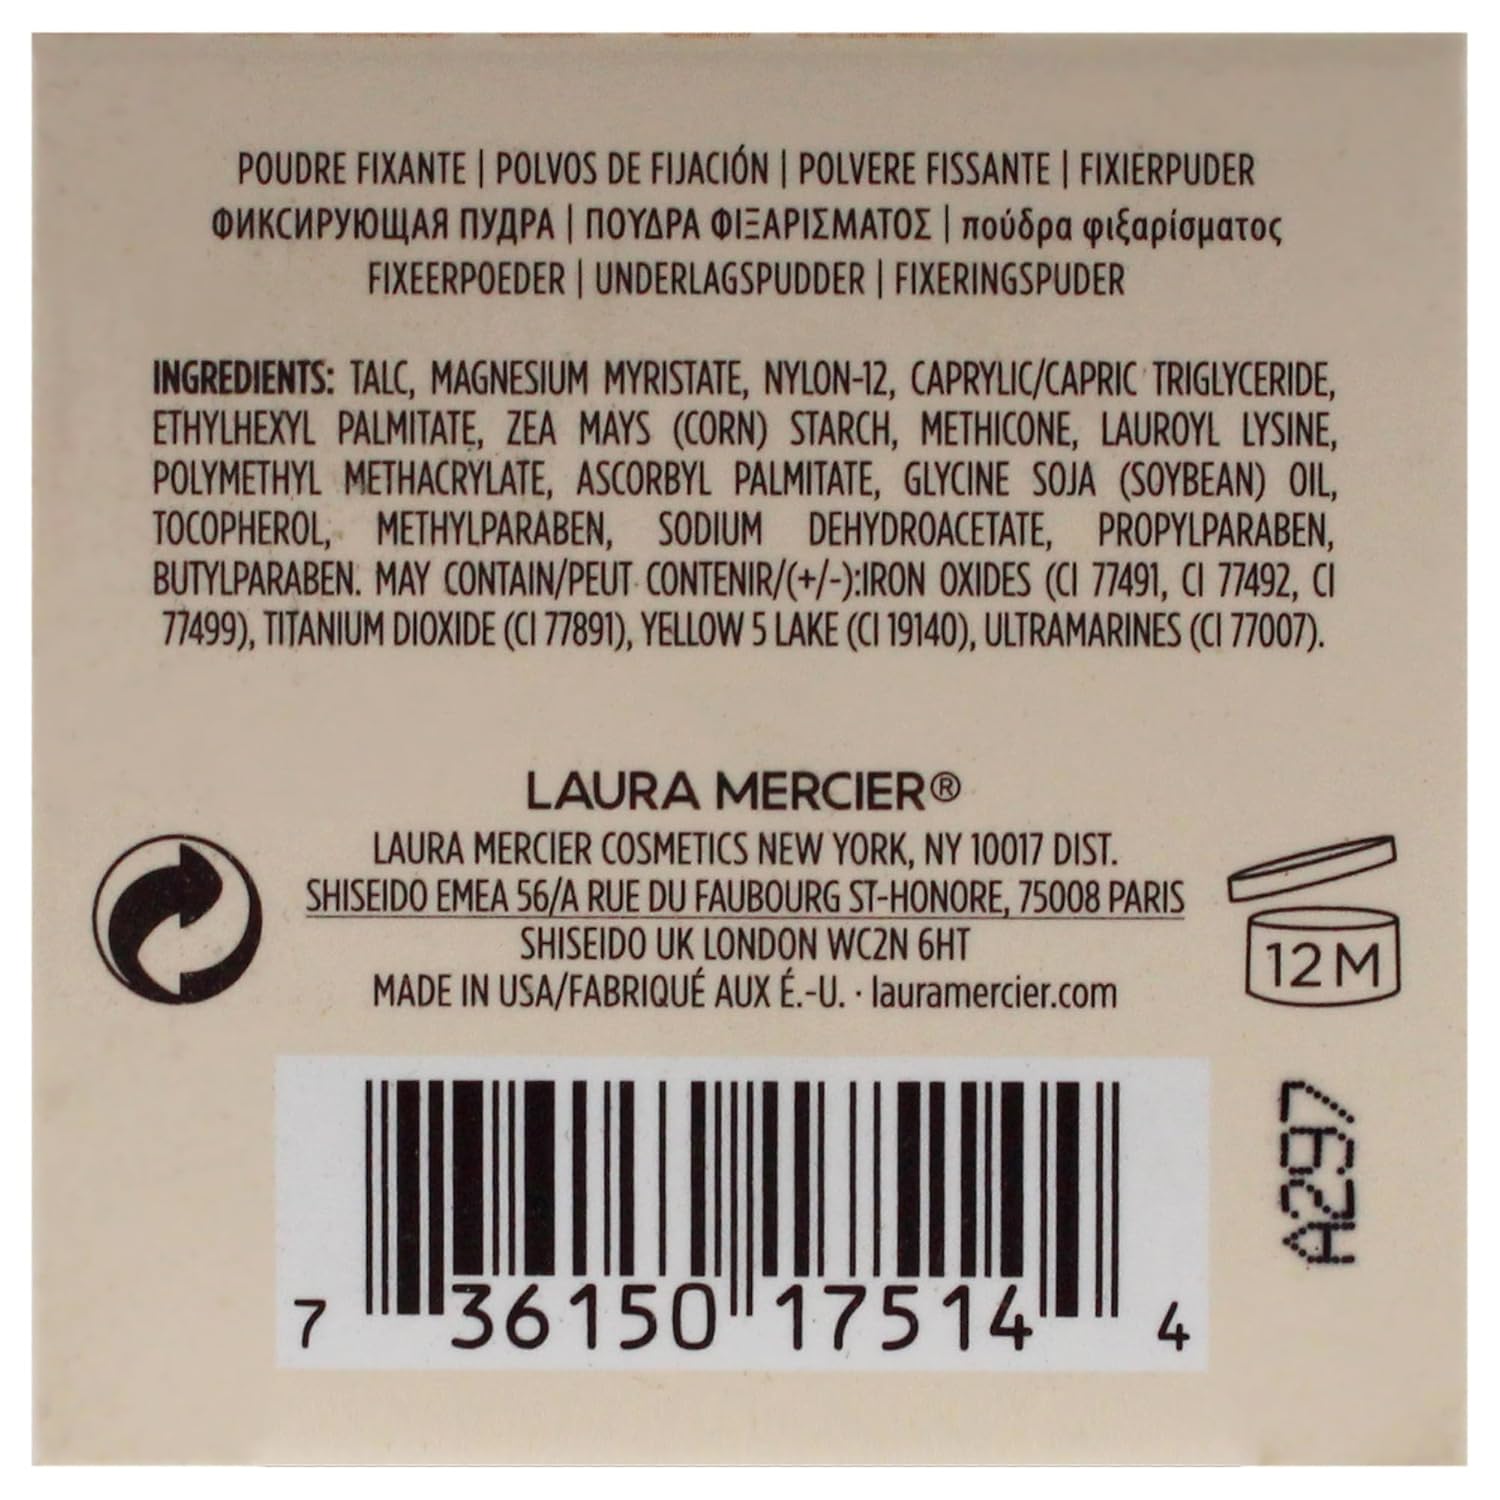 POUDRE FIXANTE | POLVOS DE FIJACIÓN | POLVERE FISSANTE | FIXIERPUDER
ФИКСИРУЮЩАЯ ПУДРА | ΠΟΥΔΡΑ ΦΙΞΑΡΙΣΜΑΤΟΣ | πούδρα φιξαρίσματος
FIXEERPOEDER | UNDERLAGSPUDDER | FIXERINGSPUDER
INGREDIENTS: TALC, MAGNESIUM MYRISTATE, NYLON-12, CAPRYLIC/CAPRIC TRIGLYCERIDE,
ETHYLHEXYL PALMITATE, ZEA MAYS (CORN) STARCH, METHICONE, LAUROYL LYSINE,
POLYMETHYL METHACRYLATE, ASCORBYL PALMITATE, GLYCINE SOJA (SOYBEAN) OIL,
TOCOPHEROL, METHYLPARABEN, SODIUM DEHYDROACETATE, PROPYLPARABEN,
BUTYLPARABEN. MAY CONTAIN/PEUT CONTENIR/(+/-):IRON OXIDES (CI 77491, CI 77492, CI
77499), TITANIUM DIOXIDE (CI 77891), YELLOW 5 LAKE (CI 19140), ULTRAMARINES (CI 77007).
LAURA MERCIER®
LAURA MERCIER COSMETICS NEW YORK, NY 10017 DIST.
SHISEIDO EMEA 56/A RUE DU FAUBOURG ST-HONORE, 75008 PARIS
SHISEIDO UK LONDON WC2N 6HT
MADE IN USA/FABRIQUÉ AUX É.-U. · lauramercier.com
12M
A297
7 36150 17514 4